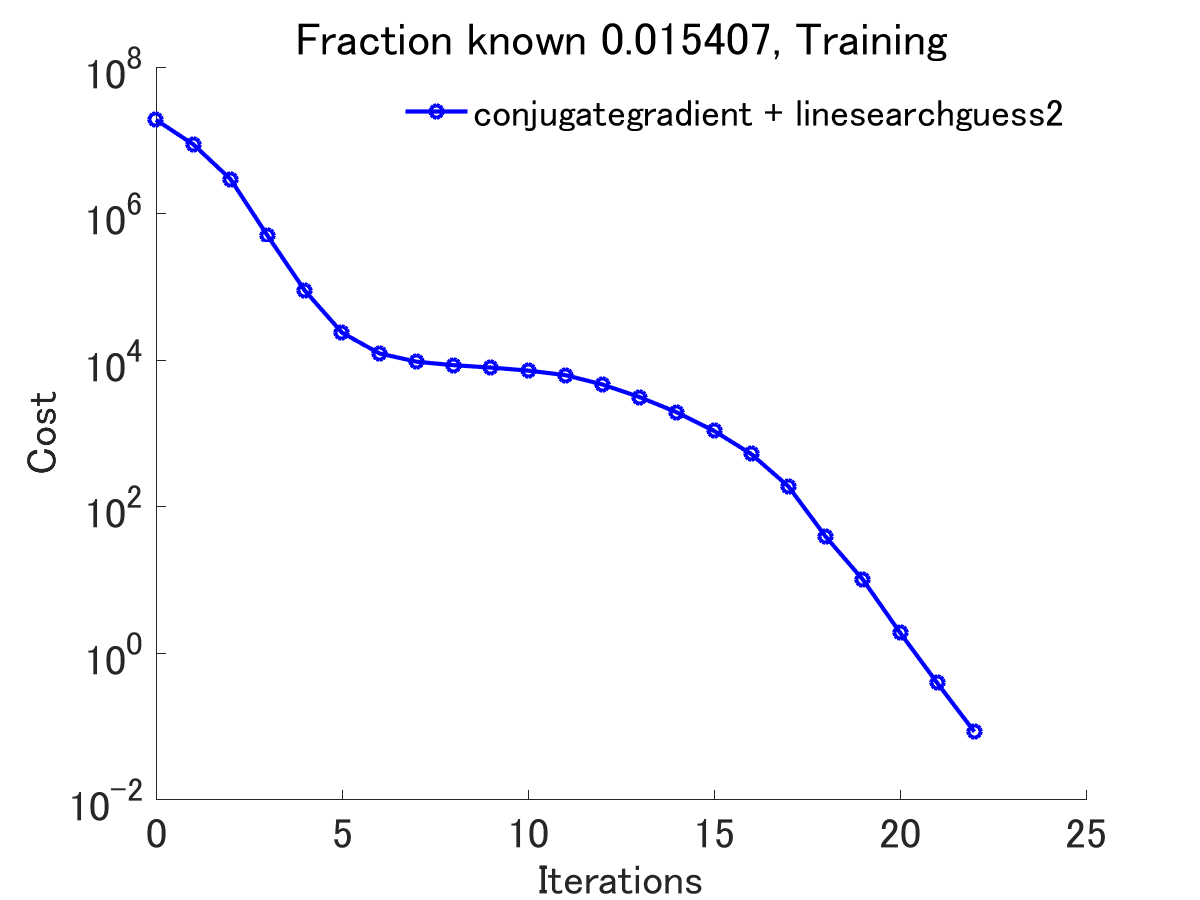 Fraction known 0.015407, Training
conjugategradient + linesearchguess2
10^8
10^6
10^4
10^2
10^0
10^-2
Cost
0 5 10 15 20 25
Iterations